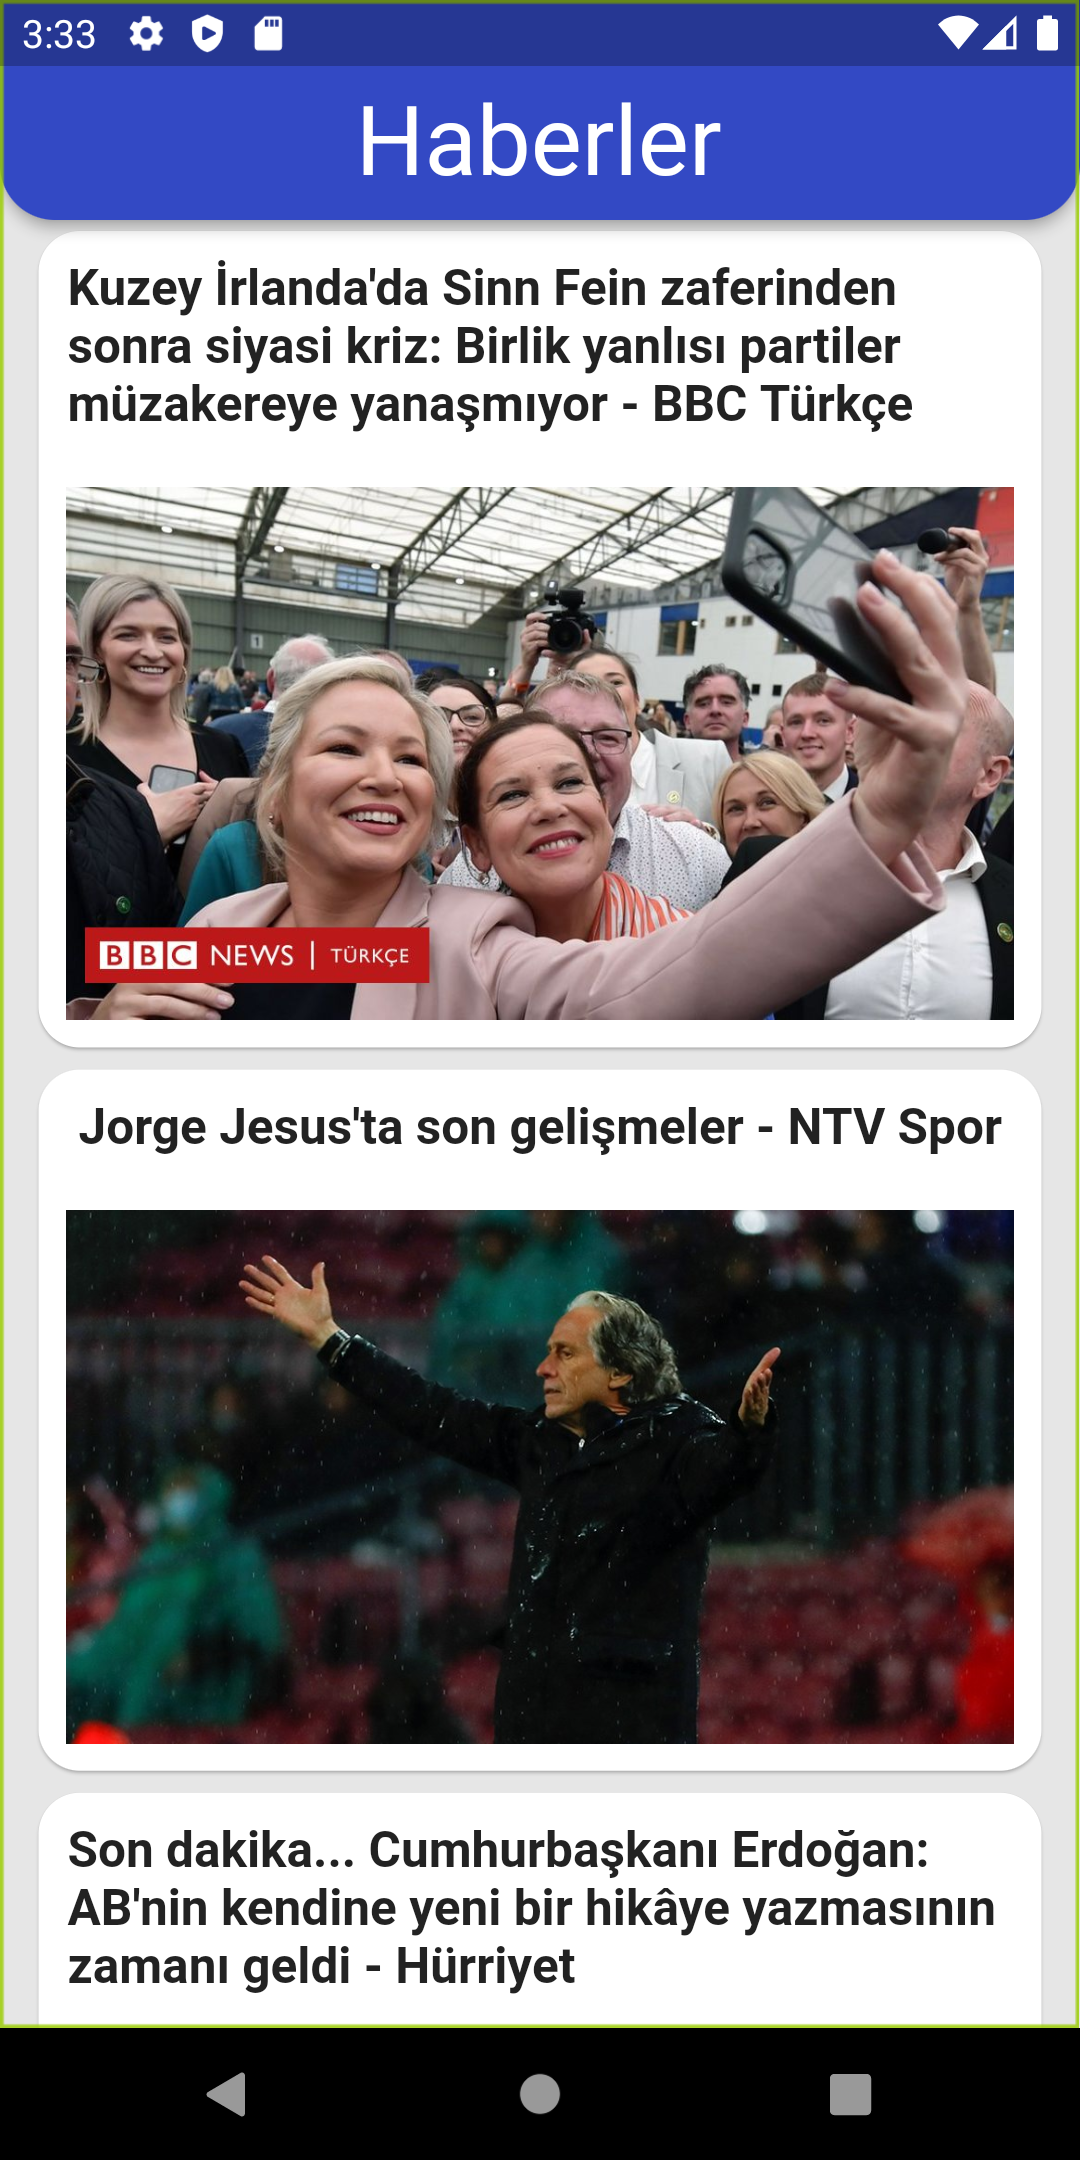 3:33
Haberler
Kuzey İrlanda'da Sinn Fein zaferinden
sonra siyasi kriz: Birlik yanlısı partiler
müzakereye yanaşmıyor - BBC Türkçe
1
BBC NEWS | TÜRKÇE
Jorge Jesus'ta son gelişmeler - NTV Spor
Son dakika... Cumhurbaşkanı Erdoğan:
AB'nin kendine yeni bir hikâye yazmasının
zamanı geldi - Hürriyet